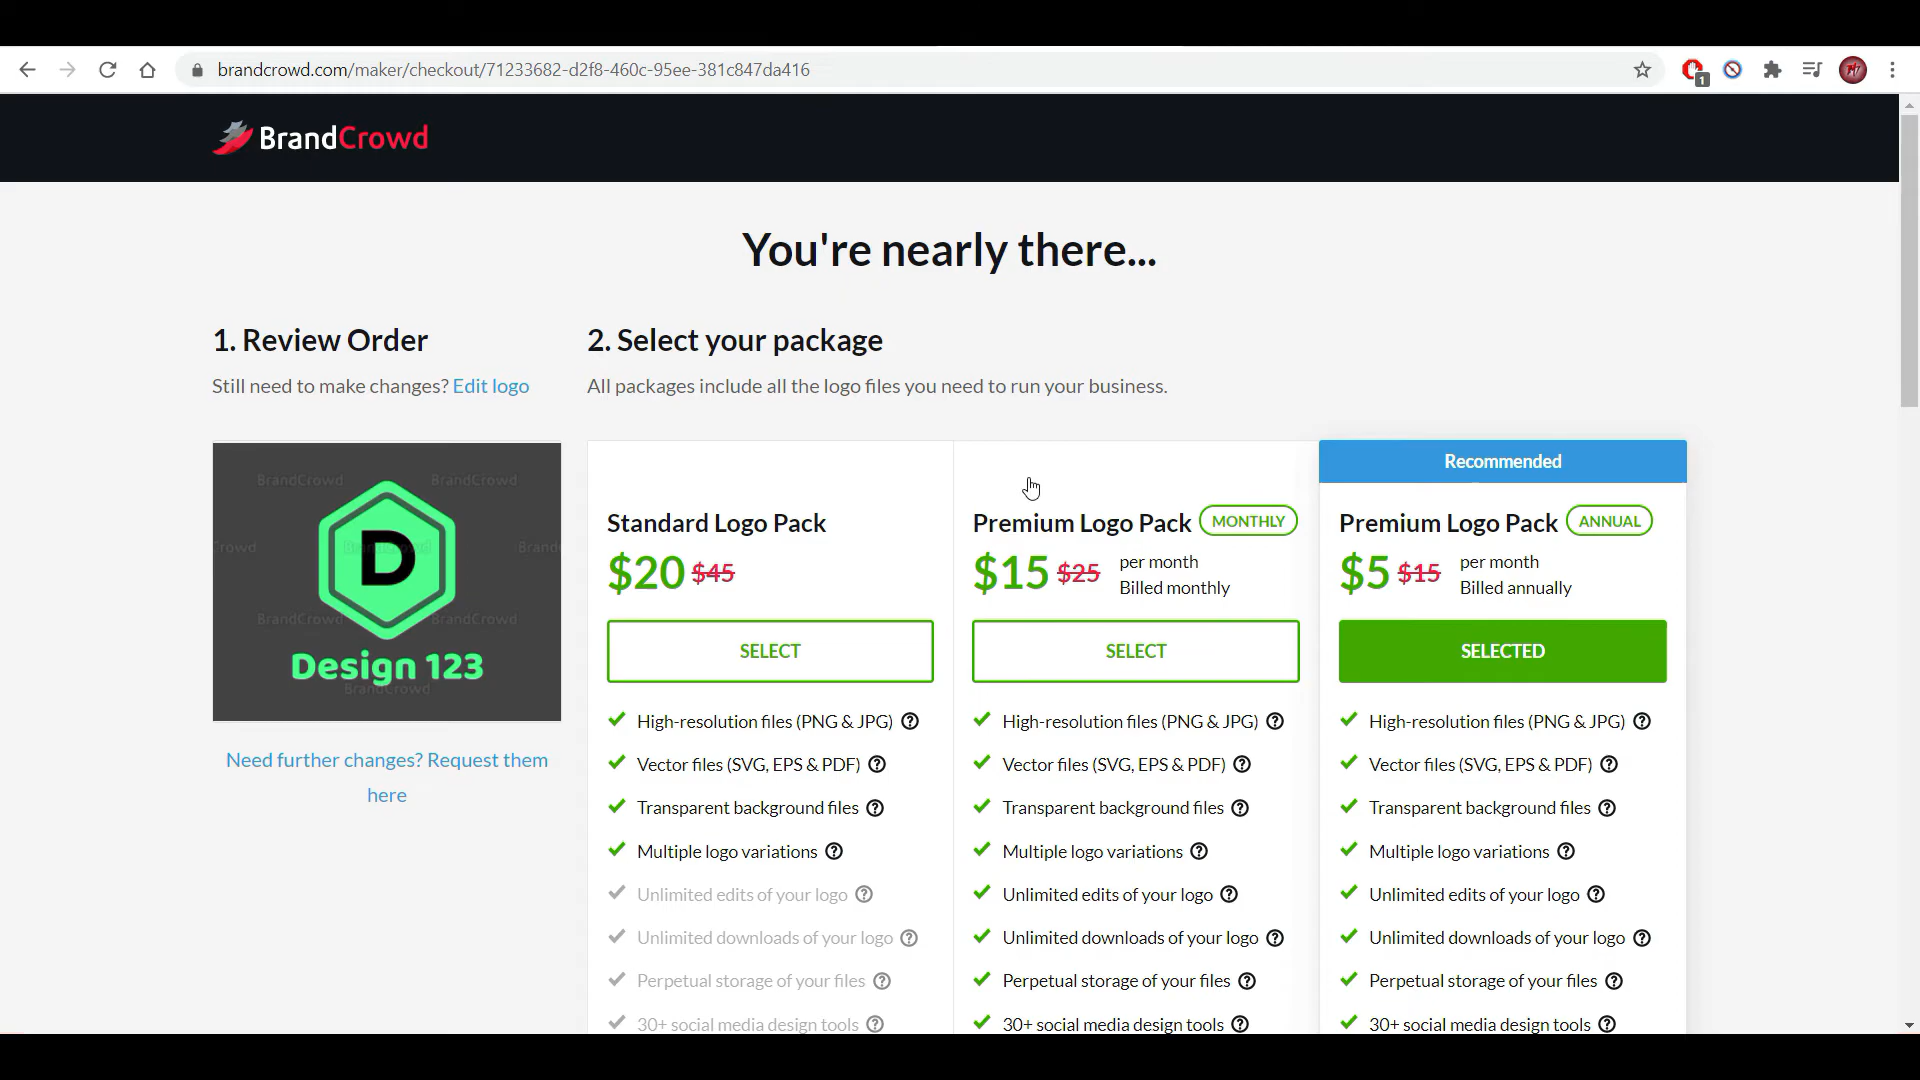 brandcrowd.com/maker/checkout/71233682-d2f8-460c-95ee-381c847da416
1
BrandCrowd
You're nearly there...
1. Review Order
Still need to make changes? Edit logo
2. Select your package
All packages include all the logo files you need to run your business.
BrandCrowd BrandCrowd
Crowd BrandCrowd Brand
D
BrandCrowd BrandCrowd
Design 123
BrandCrowd
Need further changes? Request them
here
Standard Logo Pack
$20 $45
SELECT
High-resolution files (PNG & JPG)
Vector files (SVG, EPS & PDF)
Transparent background files
Multiple logo variations
Unlimited edits of your logo
Unlimited downloads of your logo
Perpetual storage of your files
30+ social media design tools
Premium Logo Pack MONTHLY
$15 $25 per month
Billed monthly
SELECT
High-resolution files (PNG & JPG)
Vector files (SVG, EPS & PDF)
Transparent background files
Multiple logo variations
Unlimited edits of your logo
Unlimited downloads of your logo
Perpetual storage of your files
30+ social media design tools
Recommended
Premium Logo Pack ANNUAL
$5 $15 per month
Billed annually
SELECTED
High-resolution files (PNG & JPG)
Vector files (SVG, EPS & PDF)
Transparent background files
Multiple logo variations
Unlimited edits of your logo
Unlimited downloads of your logo
Perpetual storage of your files
30+ social media design tools